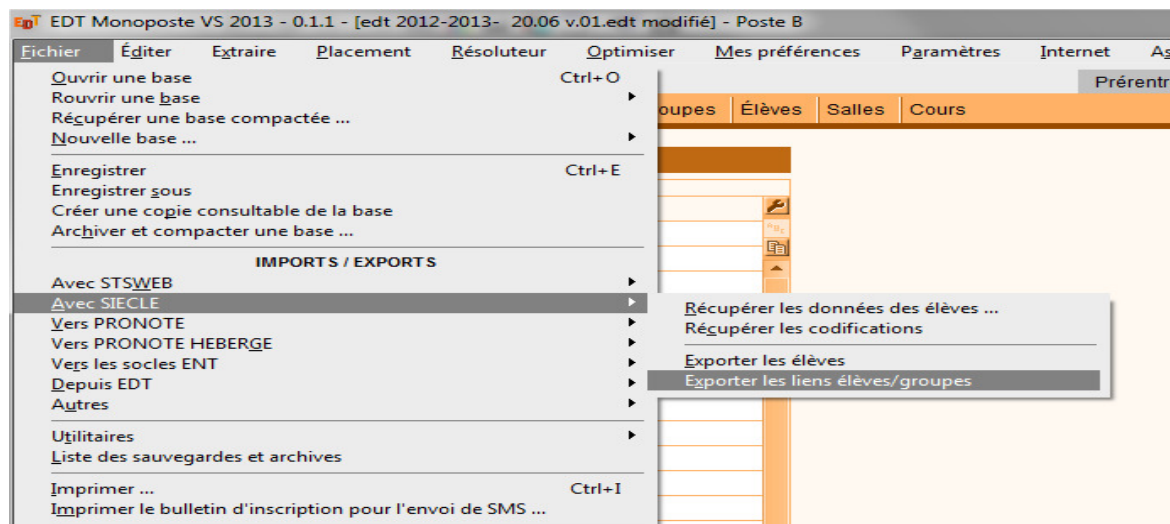 EDT EDT Monoposte VS 2013 - 0.1.1 - [edt 2012-2013- 20.06 v.01.edt modifié] - Poste B
Fichier Éditer Extraire Placement Résoluteur Optimiser Mes préférences Paramètres Internet
Prérentr
oupes Élèves Salles Cours
Ouvrir une base Ctrl+O
Rouvrir une base
Récupérer une base compactée ...
Nouvelle base ...
Enregistrer Ctrl+E
Enregistrer sous
Créer une copie consultable de la base
Archiver et compacter une base ...
IMPORTS / EXPORTS
Avec STSWEB
Avec SIECLE
Vers PRONOTE
Vers PRONOTE HEBERGE
Vers les socles ENT
Depuis EDT
Autres
Utilitaires
Liste des sauvegardes et archives
Imprimer ... Ctrl+I
Imprimer le bulletin d'inscription pour l'envoi de SMS ...
Récupérer les données des élèves ...
Récupérer les codifications
Exporter les élèves
Exporter les liens élèves/groupes